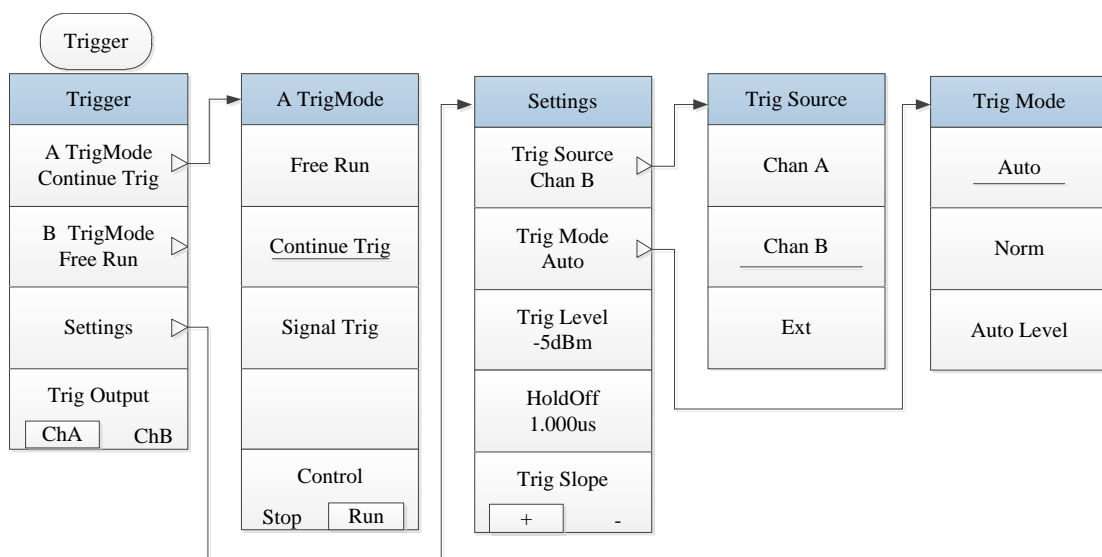 Trigger
Trigger
A TrigMode
Continue Trig
B TrigMode
Free Run
Settings
Trig Output
ChA ChB
A TrigMode
Free Run
Continue Trig
Signal Trig
Control
Stop Run
Settings
Trig Source
Chan B
Trig Mode
Auto
Trig Level
-5dBm
HoldOff
1.000us
Trig Slope
+ -
Trig Source
Chan A
Chan B
Ext
Trig Mode
Auto
Norm
Auto Level